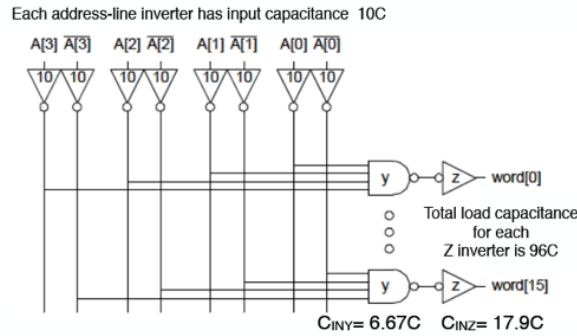 Each address-line inverter has input capacitance 10C
A[3] A̅[̅3̅]̅ A[2] A̅[̅2̅]̅ A[1] A̅[̅1̅]̅ A[0] A̅[̅0̅]̅
10 10 10 10 10 10 10 10
y z word[0]
Total load capacitance
for each
Z inverter is 96C
y z word[15]
CINY= 6.67C CINZ= 17.9C